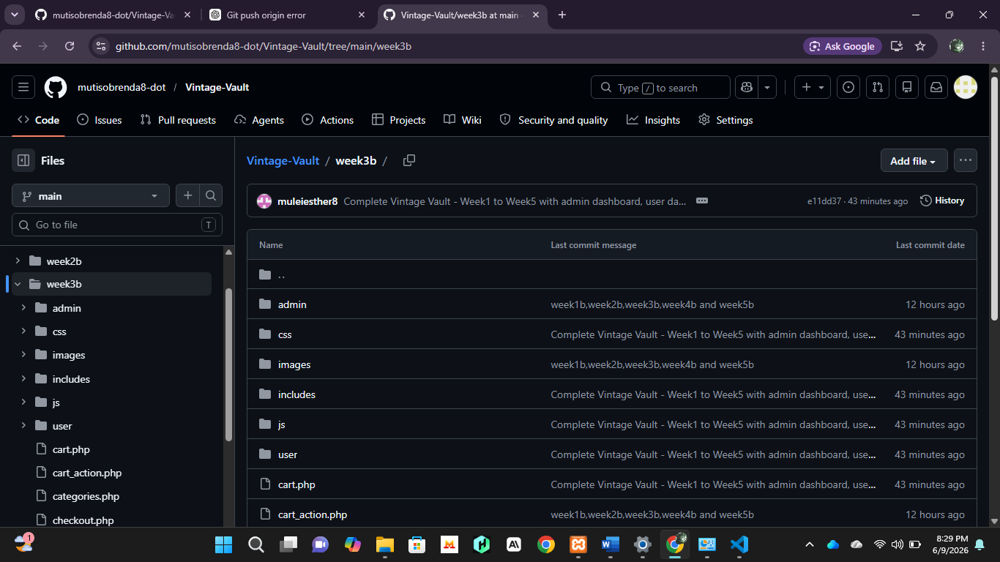 mutisobrenda8-dot/Vintage-Va
Git push origin error
Vintage-Vault/week3b at main
github.com/mutisobrenda8-dot/Vintage-Vault/tree/main/week3b
Ask Google
mutisobrenda8-dot / Vintage-Vault
Type / to search
Code
Issues
Pull requests
Agents
Actions
Projects
Wiki
Security and quality
Insights
Settings
Files
main
Go to file
T
week2b
week3b
admin
css
images
includes
js
user
cart.php
cart_action.php
categories.php
checkout.php
Vintage-Vault / week3b /
Add file
muleiesther8 Complete Vintage Vault - Week1 to Week5 with admin dashboard, user da...
e11dd37 · 43 minutes ago
History
Name Last commit message Last commit date
..
admin week1b,week2b,week3b,week4b and week5b 12 hours ago
css Complete Vintage Vault - Week1 to Week5 with admin dashboard, use... 43 minutes ago
images week1b,week2b,week3b,week4b and week5b 12 hours ago
includes Complete Vintage Vault - Week1 to Week5 with admin dashboard, use... 43 minutes ago
js Complete Vintage Vault - Week1 to Week5 with admin dashboard, use... 43 minutes ago
user Complete Vintage Vault - Week1 to Week5 with admin dashboard, use... 43 minutes ago
cart.php Complete Vintage Vault - Week1 to Week5 with admin dashboard, use... 43 minutes ago
cart_action.php week1b,week2b,week3b,week4b and week5b 12 hours ago
1
8:29 PM
6/9/2026